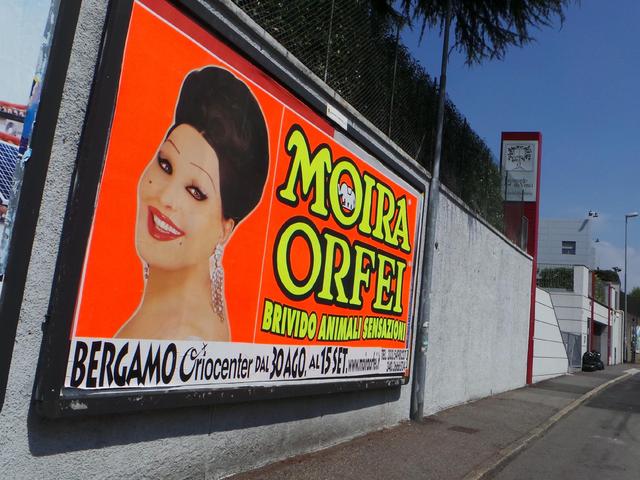 MOIRA
ORFEI
BRIVIDO ANIMALI SENSAZIONI
BERGAMO Oriocenter DAL 30 AGO. AL 15 SET.